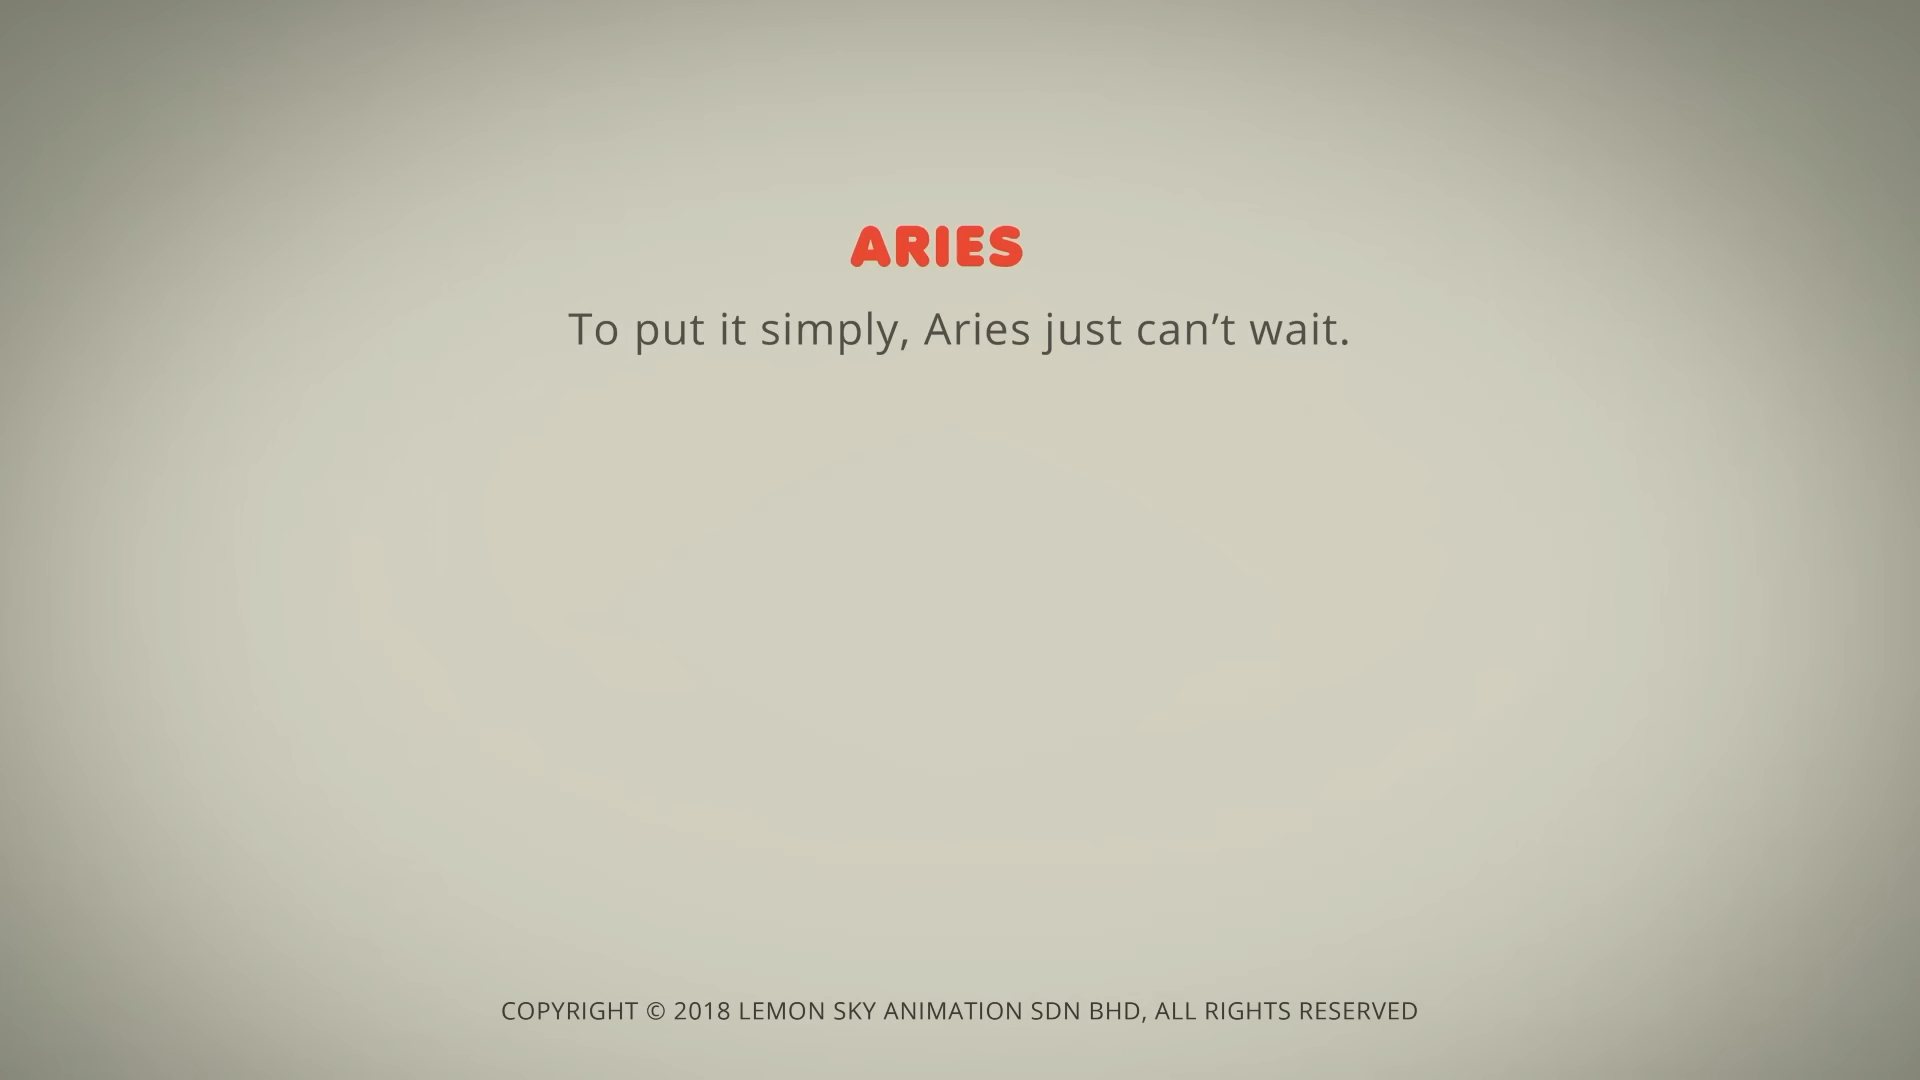 ARIES
To put it simply, Aries just can’t wait.
COPYRIGHT © 2018 LEMON SKY ANIMATION SDN BHD, ALL RIGHTS RESERVED